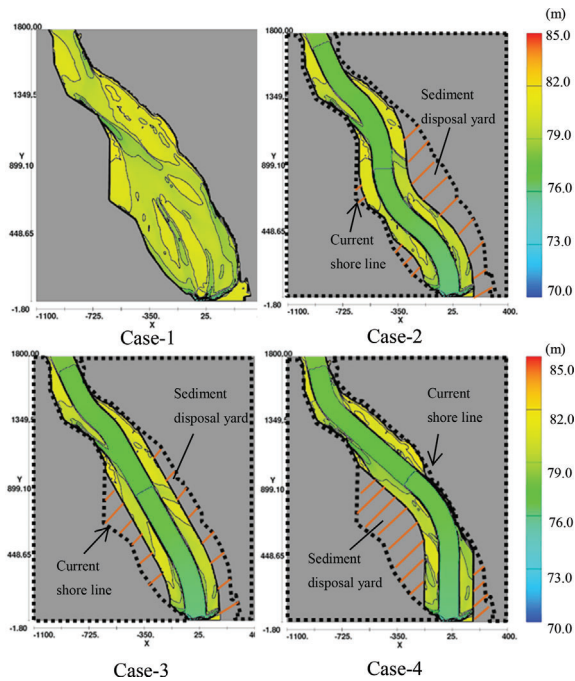 (m)
1800.00
1349.5
Y
899.10
448.65
-1.80
-1100.
-725.
-350.
25.
X
Case-1
1800.00
1349.5
Y
899.10
448.65
-1.80
Sediment
disposal yard
Current
shore line
-1100.
-725.
-350.
25.
400.
X
Case-2
85.0
82.0
79.0
76.0
73.0
70.0
(m)
1800.00
1349.5
Y
899.10
448.65
-1.80
Sediment
disposal yard
Current
shore line
-1100.
-725.
-350.
25.
X
Case-3
1800.00
1349.5
Y
899.10
448.65
-1.80
Current
shore line
Sediment
disposal yard
-1100.
-725.
-350.
25.
400.
X
Case-4
85.0
82.0
79.0
76.0
73.0
70.0